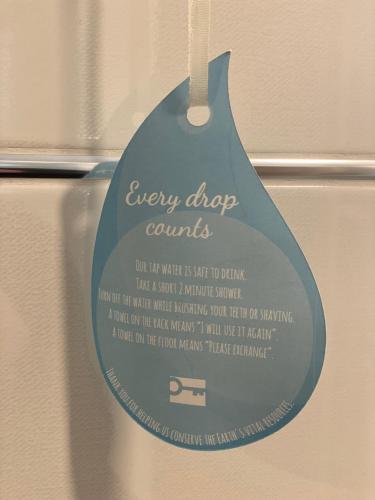 Every drop
counts
OUR TAP WATER IS SAFE TO DRINK.
TAKE A SHORT 2 MINUTE SHOWER.
TURN OFF THE WATER WHILE BRUSHING YOUR TEETH OR SHAVING.
A TOWEL ON THE RACK MEANS "I WILL USE IT AGAIN".
A TOWEL ON THE FLOOR MEANS "PLEASE EXCHANGE".
THANK YOU FOR HELPING US CONSERVE THE EARTH'S VITAL RESOURCES.